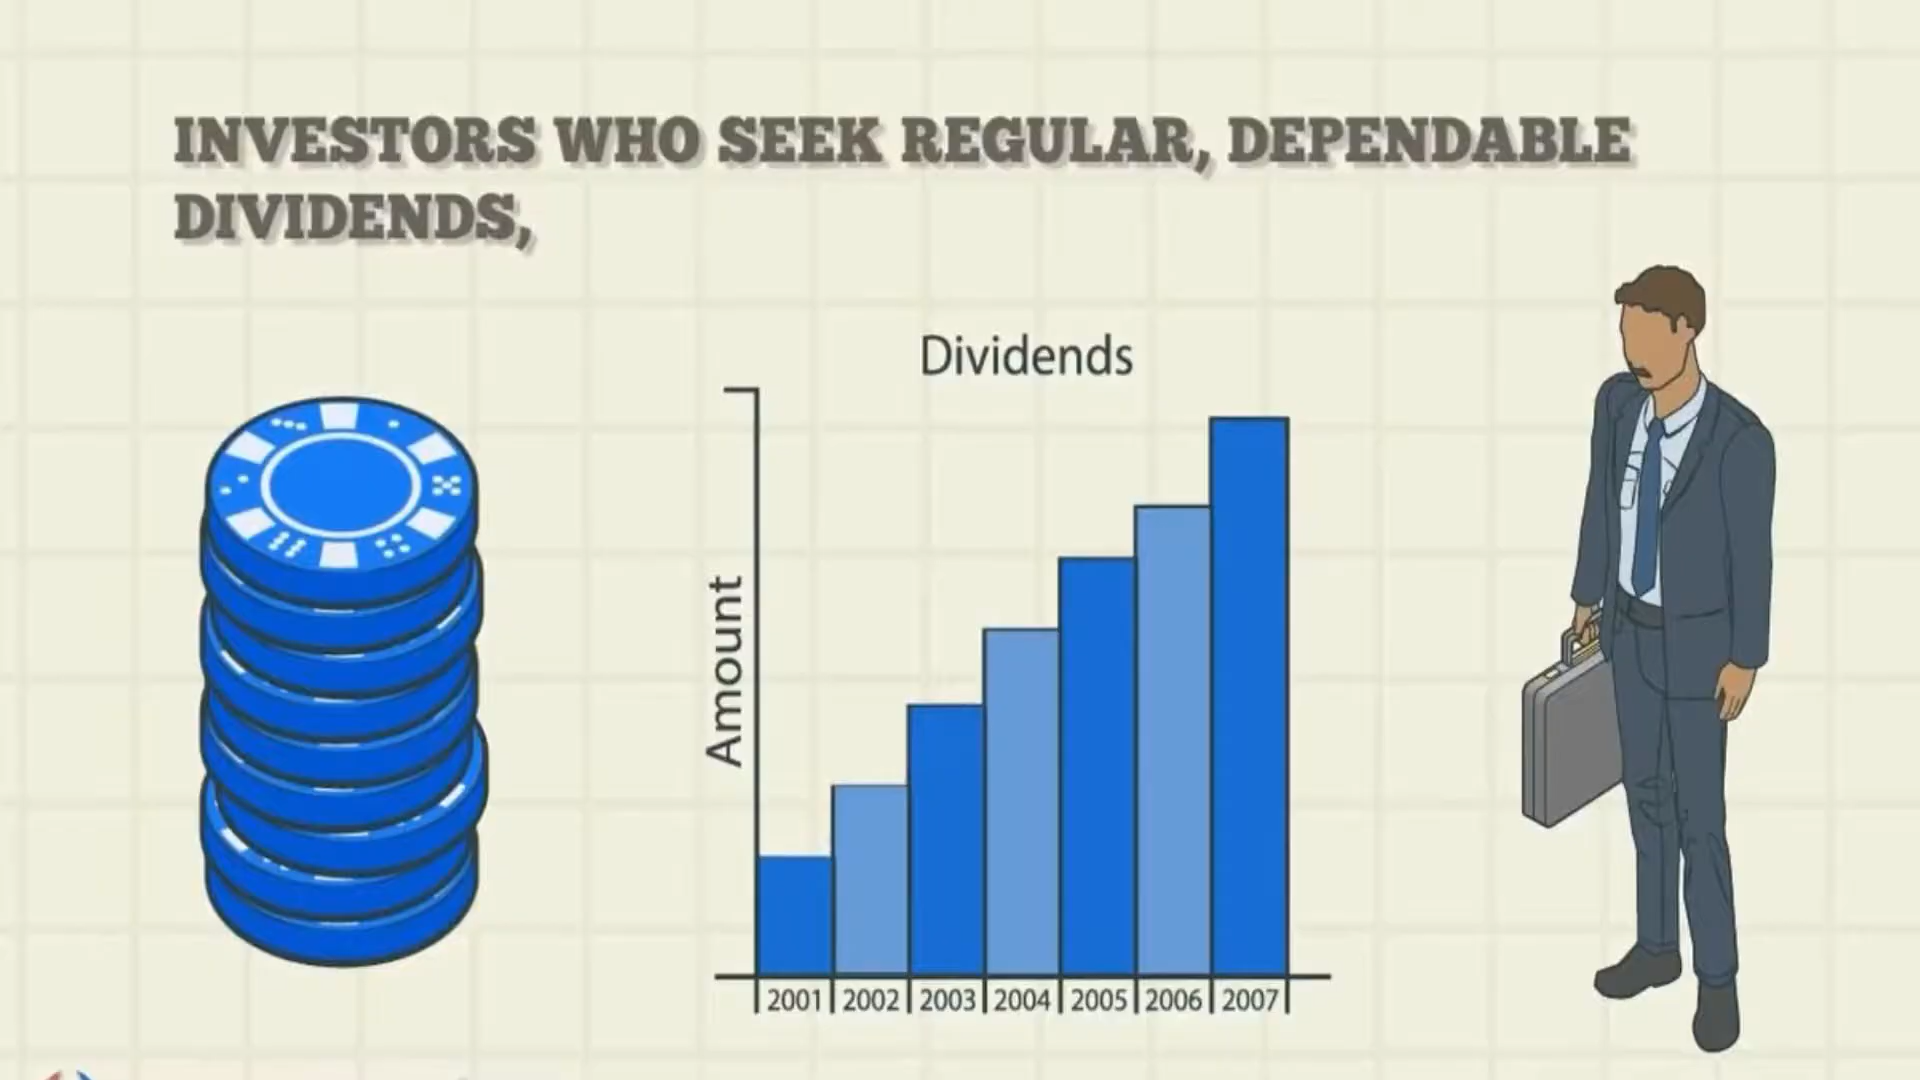 INVESTORS WHO SEEK REGULAR, DEPENDABLE
DIVIDENDS,
Dividends
Amount
2001 2002 2003 2004 2005 2006 2007